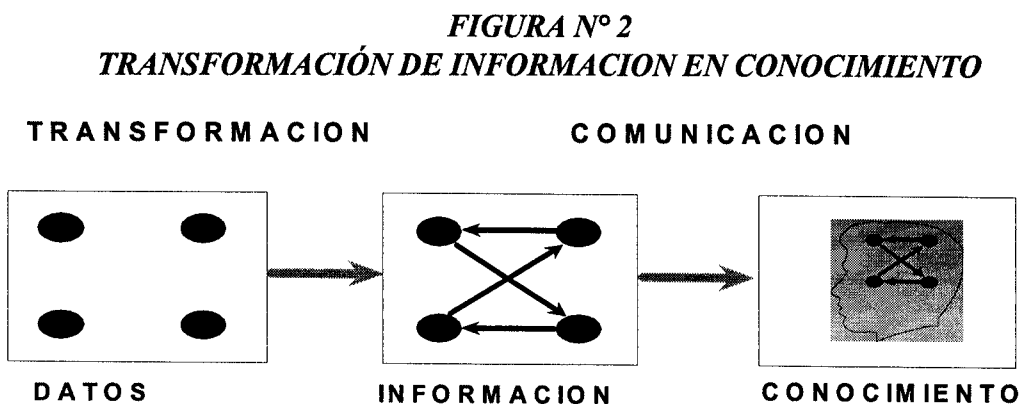 FIGURA N° 2
TRANSFORMACIÓN DE INFORMACION EN CONOCIMIENTO
TRANSFORMACION COMUNICACION
DATOS INFORMACION CONOCIMIENTO